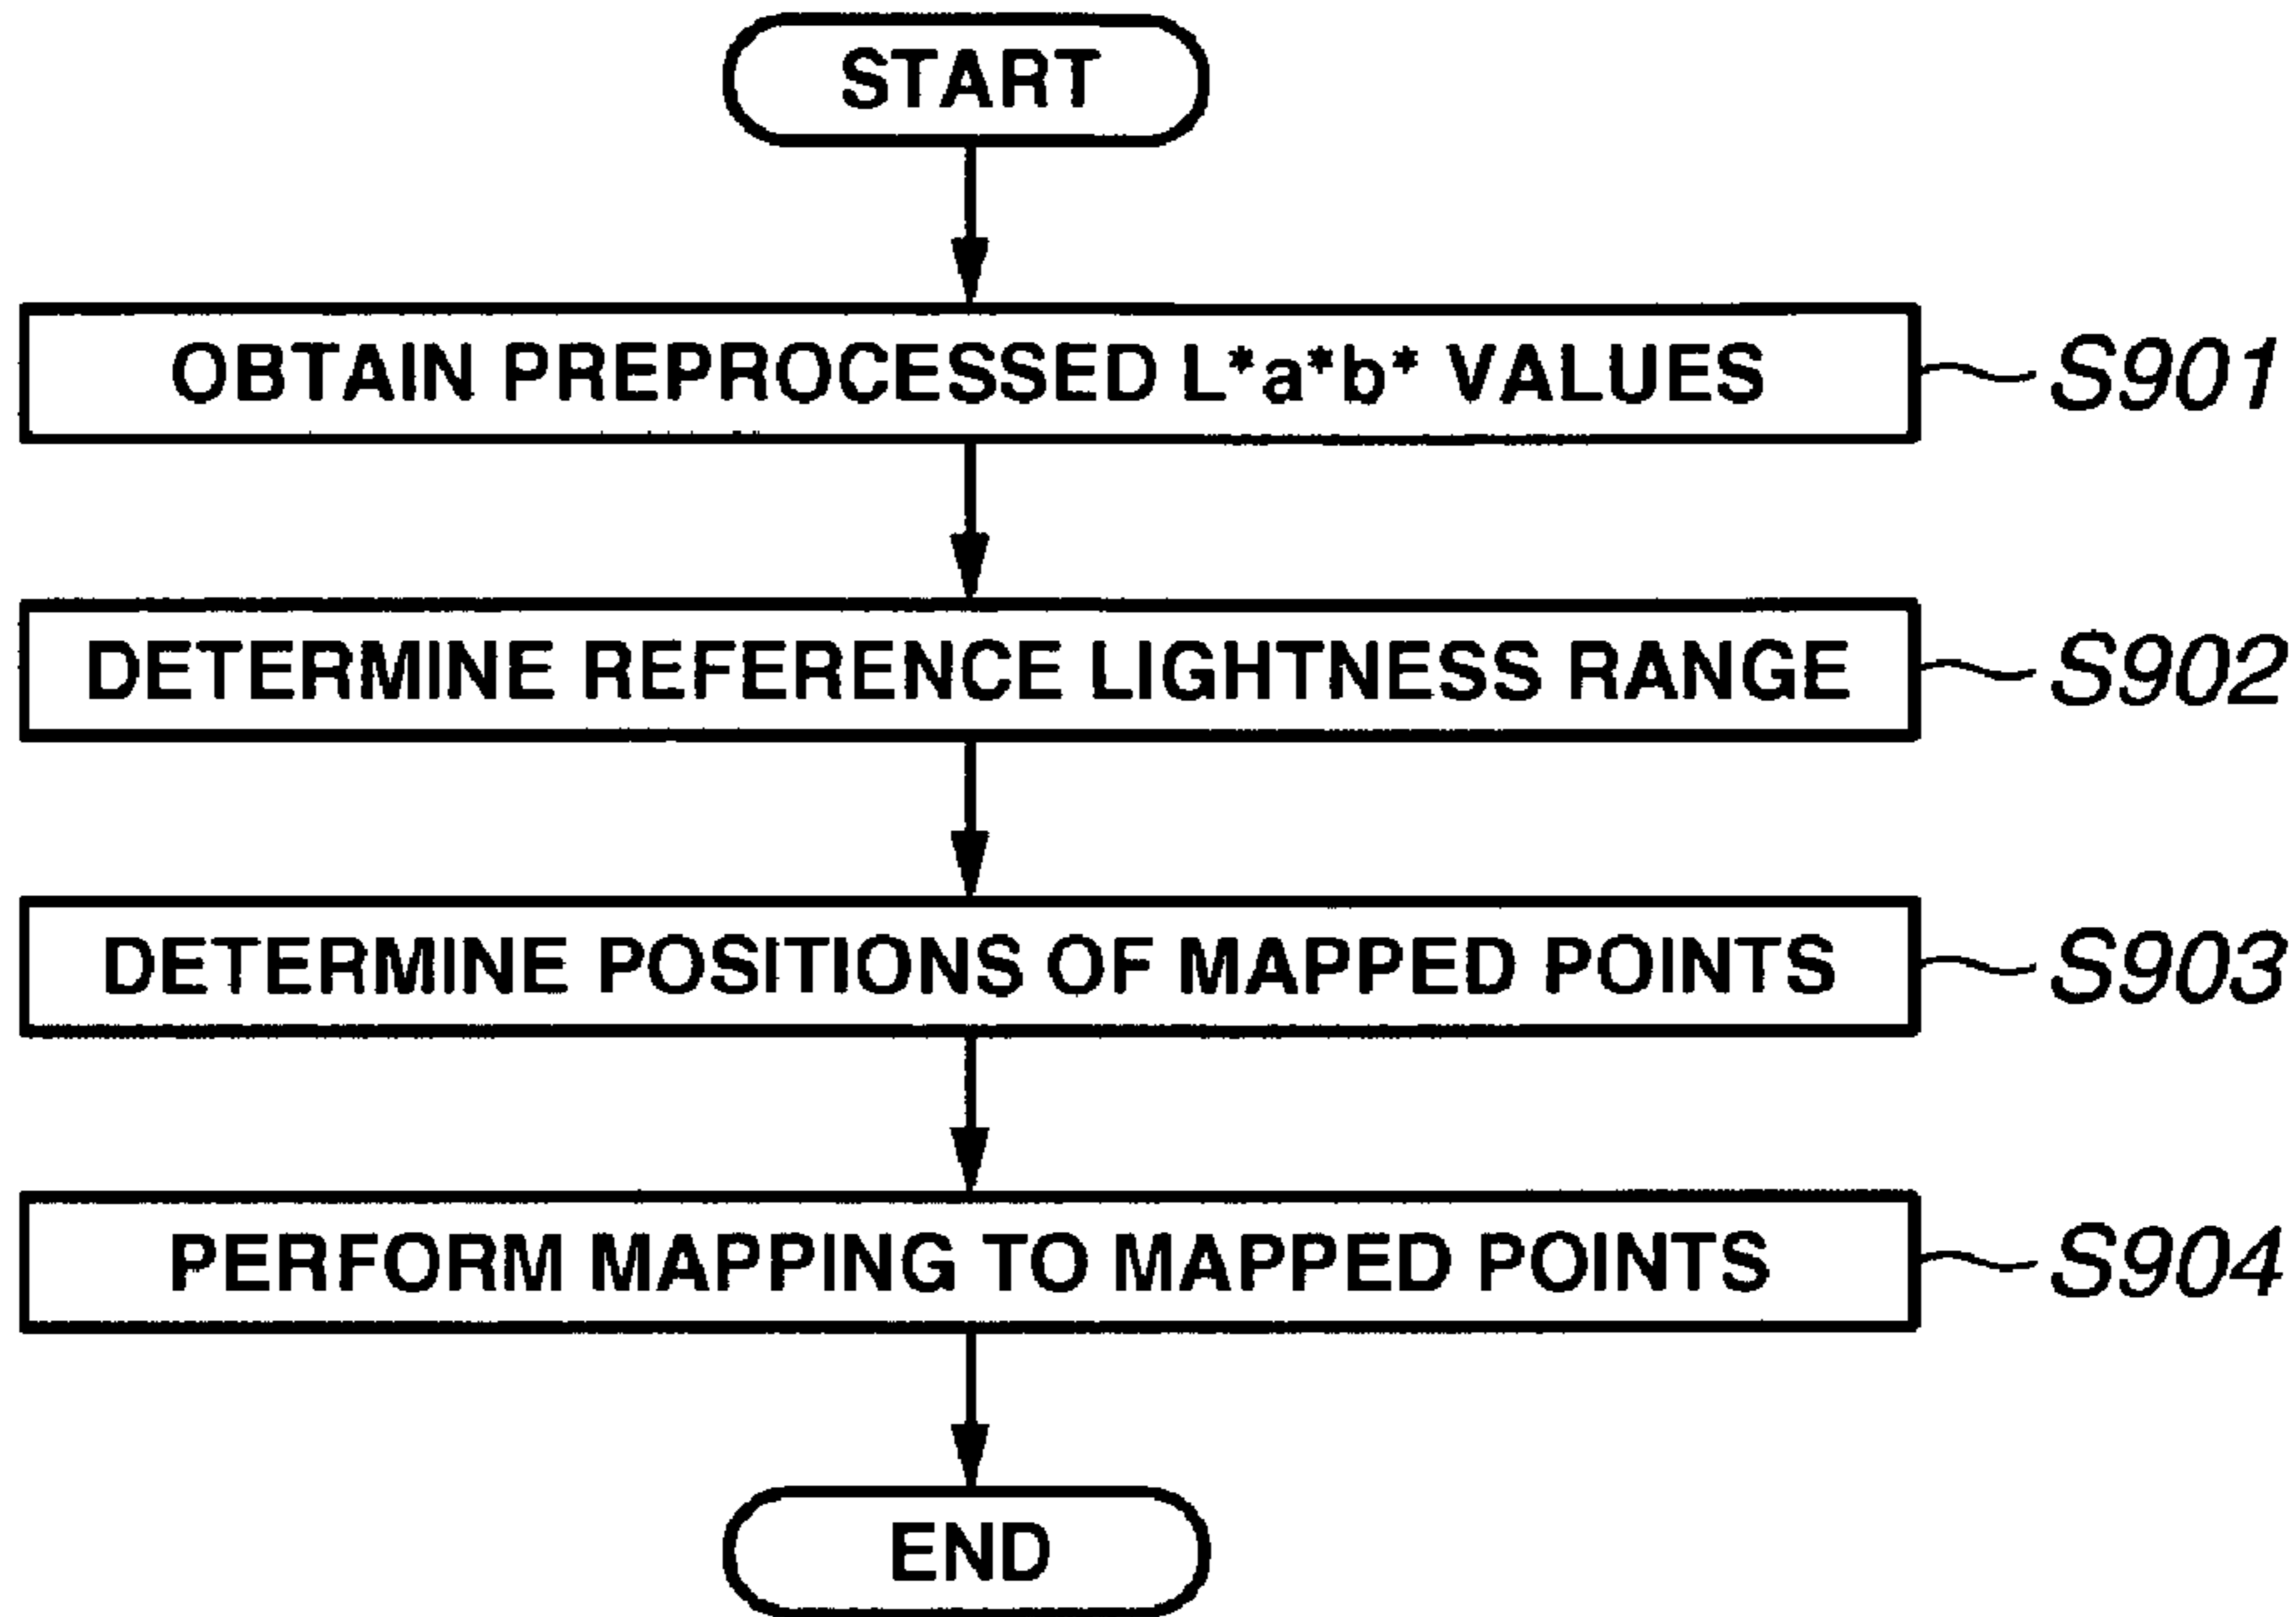 START
OBTAIN PREPROCESSED L*a*b* VALUES
S901
DETERMINE REFERENCE LIGHTNESS RANGE
S902
DETERMINE POSITIONS OF MAPPED POINTS
S903
PERFORM MAPPING TO MAPPED POINTS
S904
END